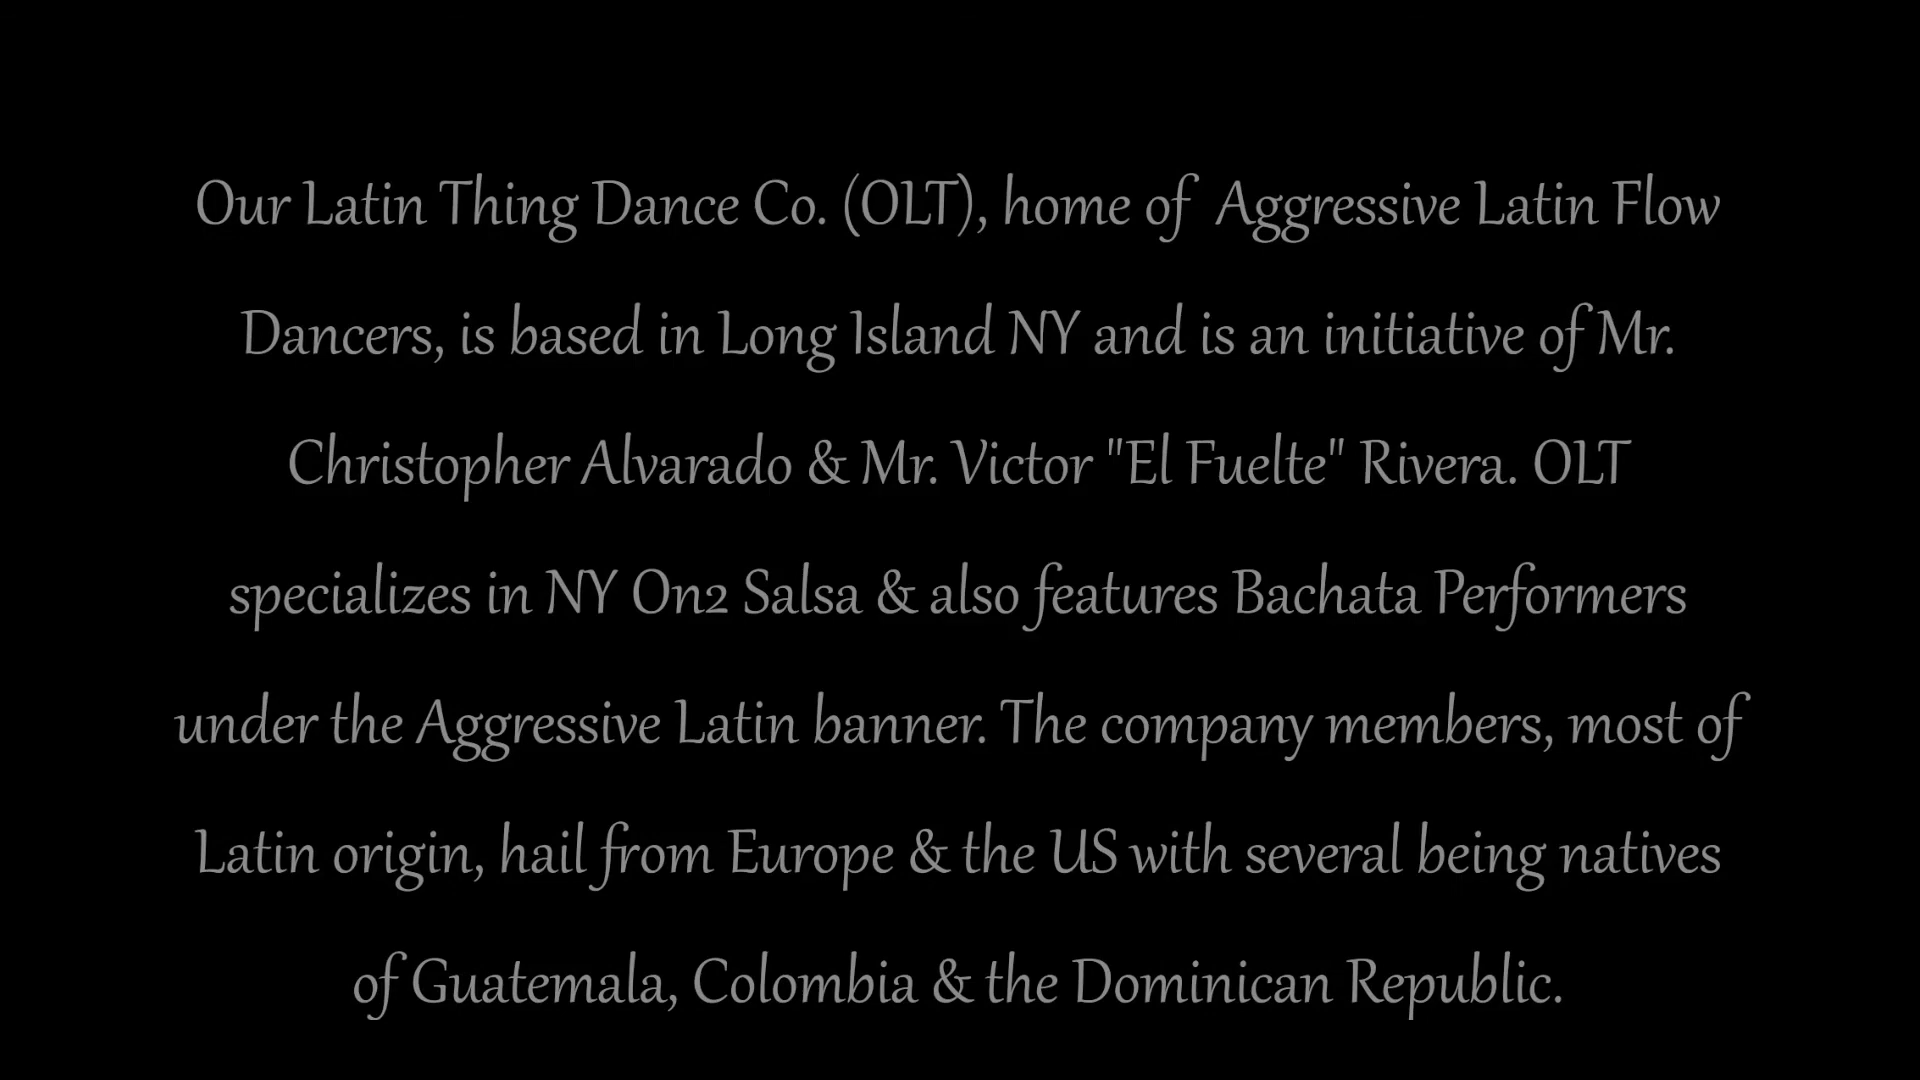 Our Latin Thing Dance Co. (OLT), home of  Aggressive Latin Flow
Dancers, is based in Long Island NY and is an initiative of Mr.
Christopher Alvarado & Mr. Victor "El Fuelte" Rivera. OLT
specializes in NY On2 Salsa & also features Bachata Performers
under the Aggressive Latin banner. The company members, most of
Latin origin, hail from Europe & the US with several being natives
of Guatemala, Colombia & the Dominican Republic.